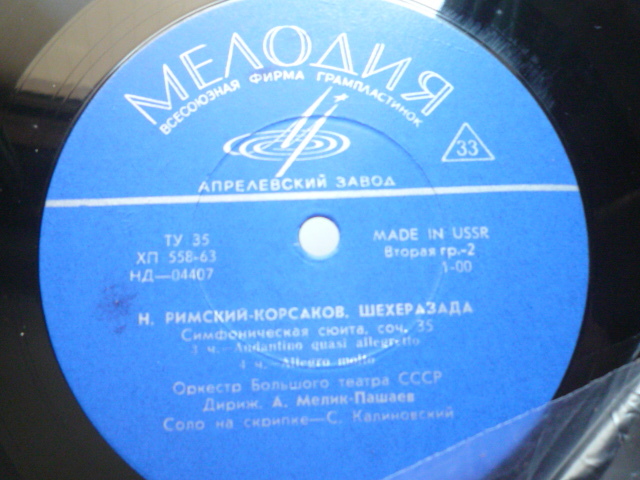 МЕЛОДИЯ
ВСЕСОЮЗНАЯ ФИРМА ГРАМПЛАСТИНОК
33
АПРЕЛЕВСКИЙ ЗАВОД
ТУ 35
ХП 558-63
НД—04407
MADE IN USSR
Вторая гр.-2
1-00
Н. РИМСКИЙ-КОРСАКОВ. ШЕХЕРАЗАДА
Симфоническая сюита, соч. 35
3 ч.—Andantino quasi allegretto
4 ч.—Allegro molto
Оркестр Большого театра СССР
Дириж. А. Мелик-Пашаев
Соло на скрипке—С. Калиновский